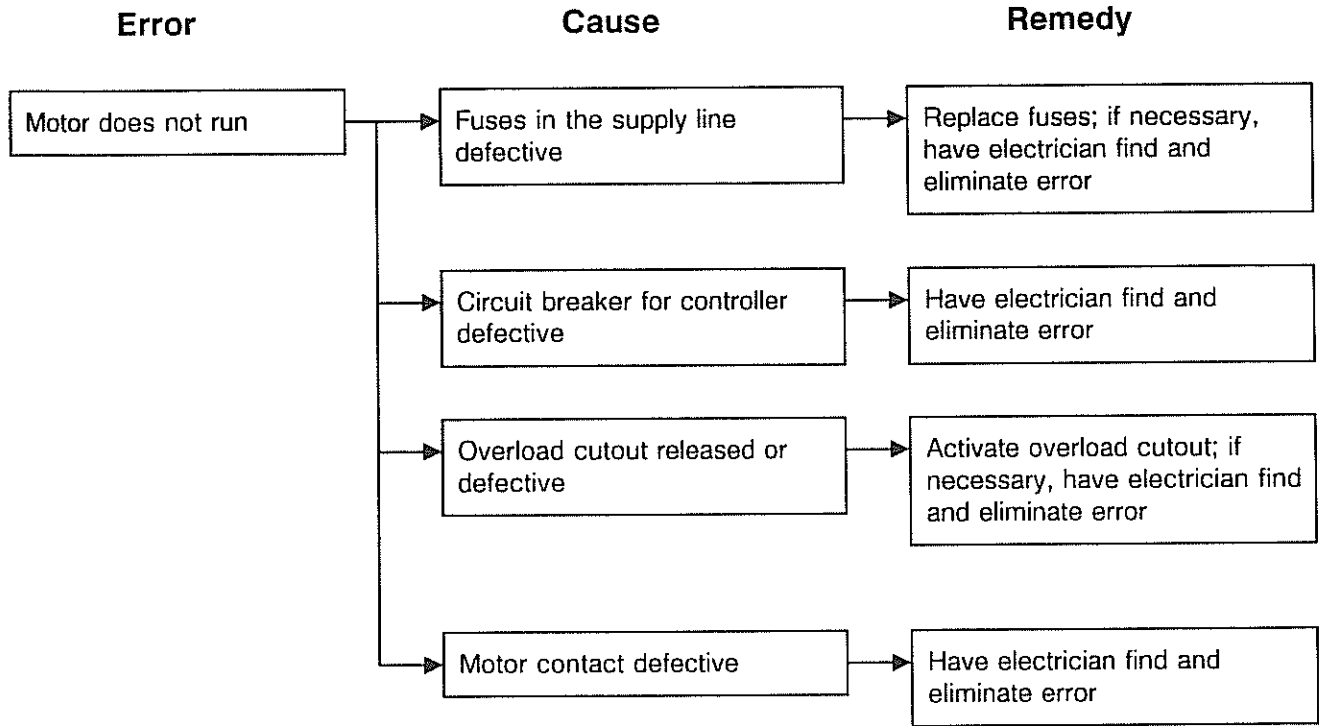 Error
Cause
Remedy
Motor does not run
Fuses in the supply line
defective
Replace fuses; if necessary,
have electrician find and
eliminate error
Circuit breaker for controller
defective
Have electrician find and
eliminate error
Overload cutout released or
defective
Activate overload cutout; if
necessary, have electrician find
and eliminate error
Motor contact defective
Have electrician find and
eliminate error